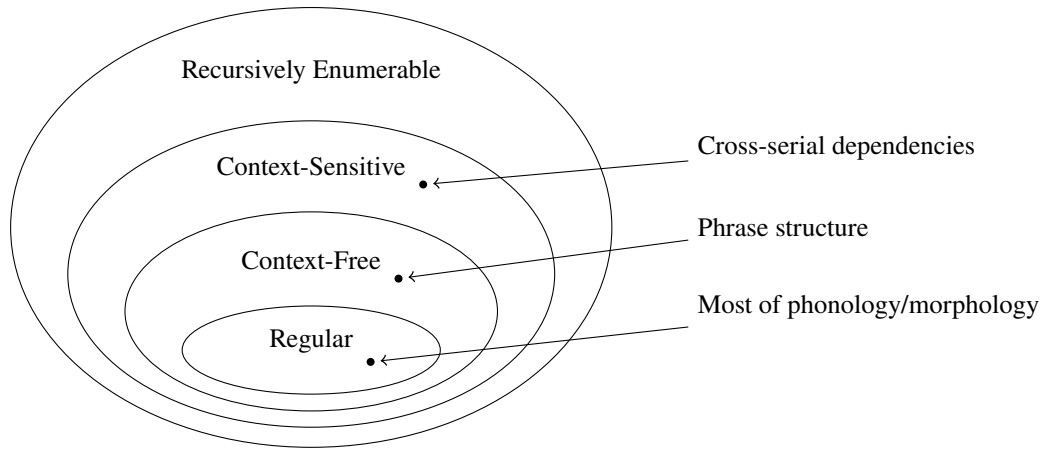 Recursively Enumerable
Context-Sensitive
Cross-serial dependencies
Context-Free
Phrase structure
Regular
Most of phonology/morphology